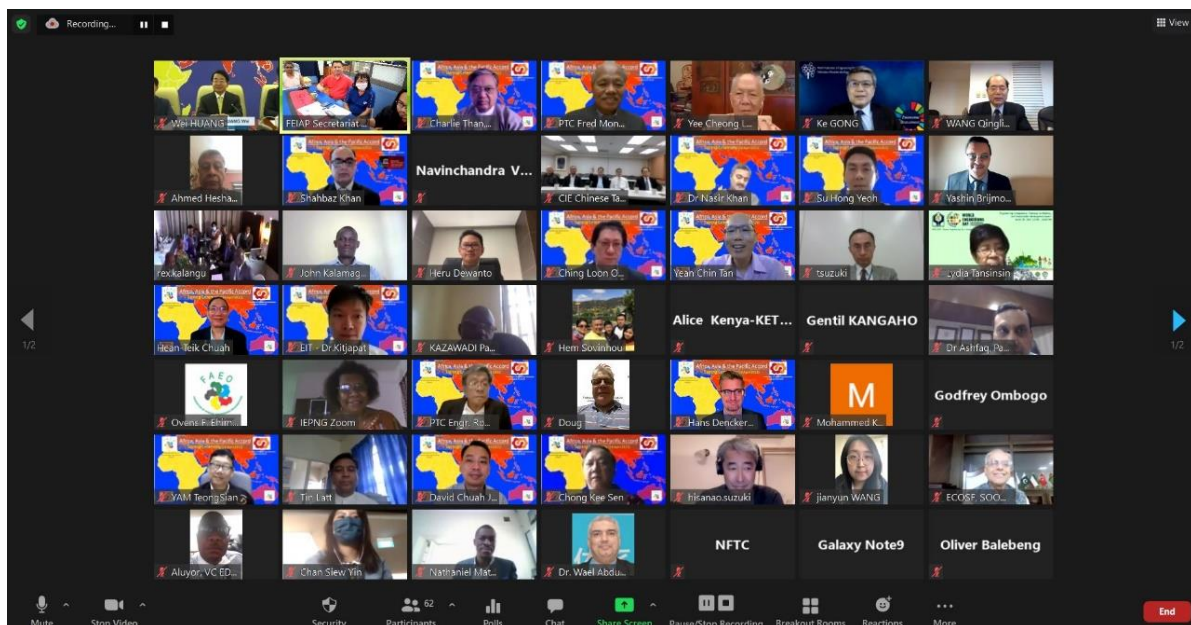 Recording...
View
Wei HUANG
FEIAP Secretariat ...
Charlie Than,...
PTC Fred Mon...
Yee Cheong L...
Ke GONG
WANG Qingli...
Ahmed Hesha...
Shahbaz Khan
Navinchandra V...
CIE Chinese Ta...
Dr Nasir Khan
Su Hong Yeoh
Yashin Brijmo...
rex.kalangu
John Kalamag...
Heru Dewanto
Ching Loon O...
Yean Chin Tan
tsuzuki
Lydia Tansinsin
1/2
Hean-Teik Chuah
EIT - Dr.Kitjapat
KAZAWADI Pa...
Hem Sovinhou
Alice Kenya-KET...
Gentil KANGAHO
Dr Ashfaq, Pa...
1/2
FAEO
Ovens F. Ehim...
IEPNG Zoom
PTC Engr. Ro...
Doug
Hans Dencker...
M
Mohammed K...
Godfrey Ombogo
YAM TeongSian
Tin Latt
David Chuah J...
Chong Kee Sen
hisanao.suzuki
jianyun WANG
ECOSF, SOO...
Aluyor, VC ED...
Chan Siew Yin
Nathaniel Mat...
Dr. Wael Abdu...
NFTC
Galaxy Note9
Oliver Balebeng
Mute
Stop Video
Security
Participants
62
Polls
Chat
Share Screen
Pause/Stop Recording
Breakout Rooms
Reactions
More
End